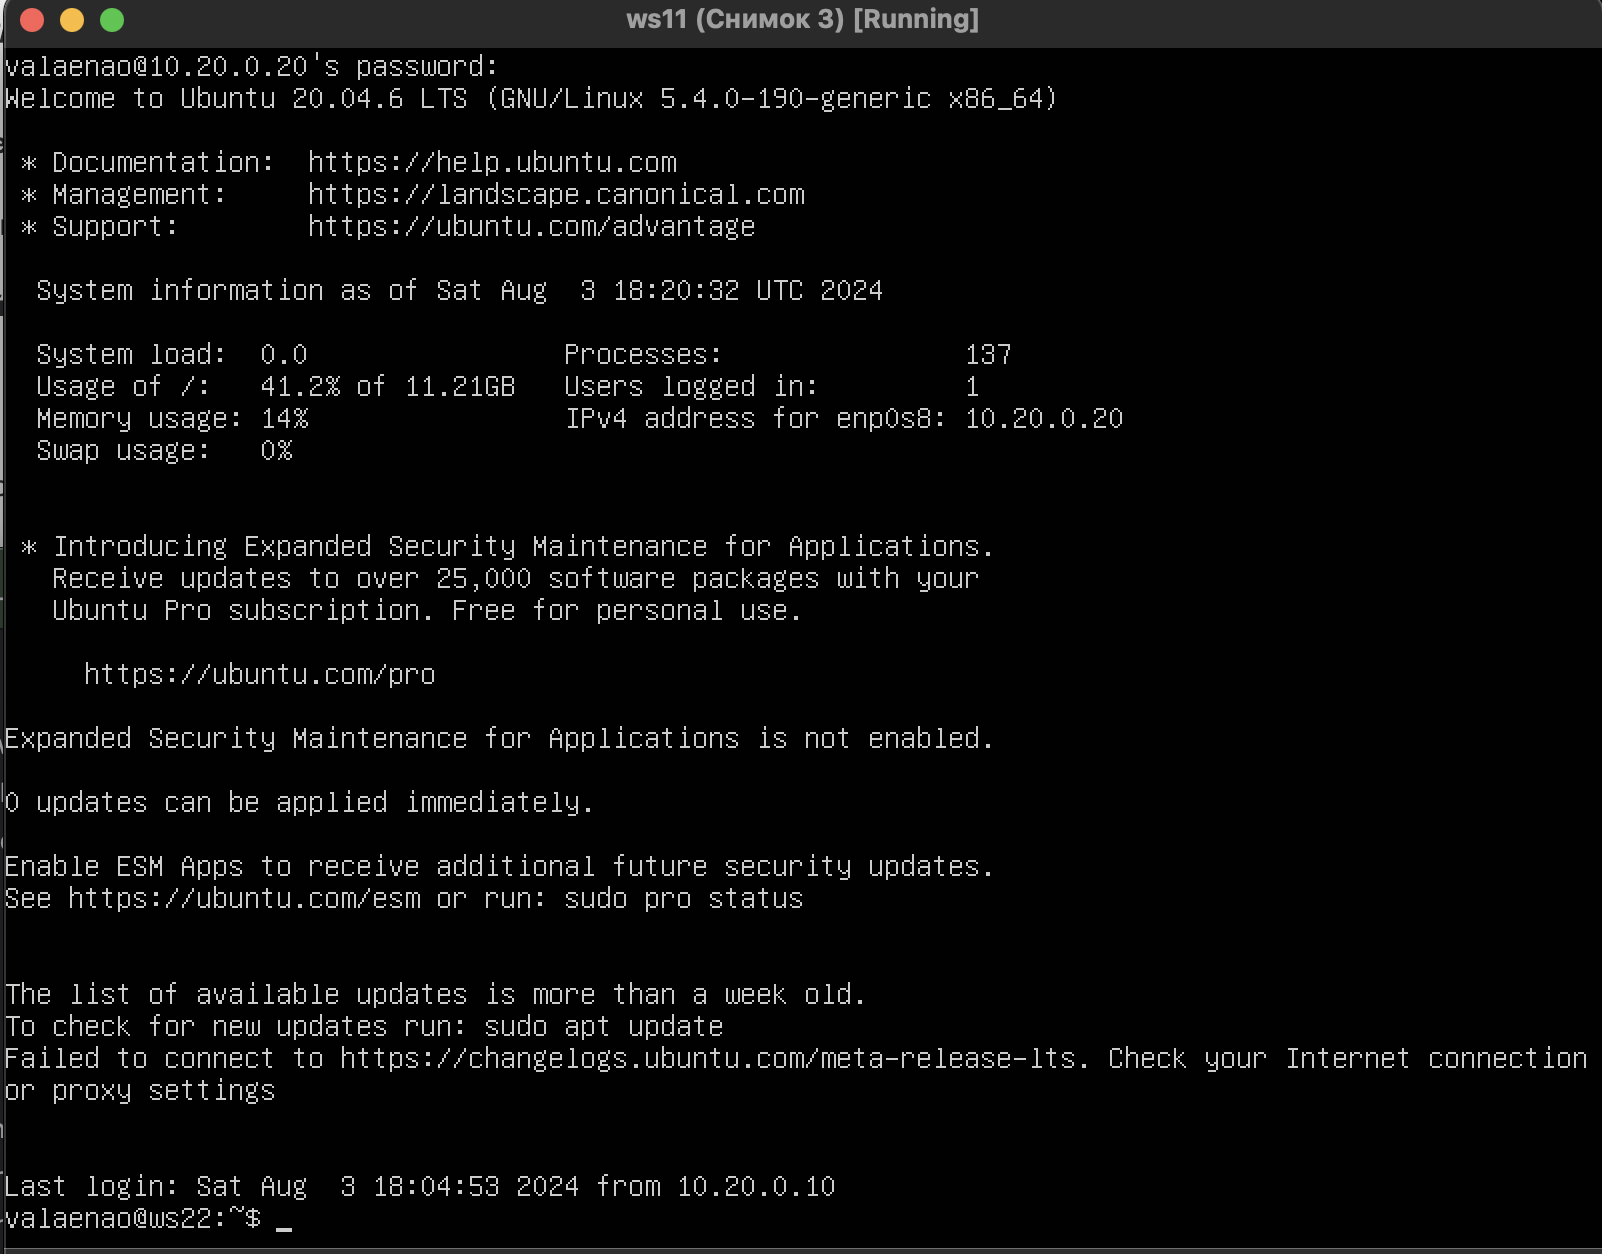 ws11 (Снимок 3) [Running]
valaenao@10.20.0.20's password:
Welcome to Ubuntu 20.04.6 LTS (GNU/Linux 5.4.0-190-generic x86_64)
* Documentation:  https://help.ubuntu.com
* Management:     https://landscape.canonical.com
* Support:        https://ubuntu.com/advantage
System information as of Sat Aug  3 18:20:32 UTC 2024
System load:  0.0                Processes:               137
Usage of /:   41.2% of 11.21GB   Users logged in:         1
Memory usage: 14%                IPv4 address for enp0s8: 10.20.0.20
Swap usage:   0%
* Introducing Expanded Security Maintenance for Applications.
Receive updates to over 25,000 software packages with your
Ubuntu Pro subscription. Free for personal use.
https://ubuntu.com/pro
Expanded Security Maintenance for Applications is not enabled.
0 updates can be applied immediately.
Enable ESM Apps to receive additional future security updates.
See https://ubuntu.com/esm or run: sudo pro status
The list of available updates is more than a week old.
To check for new updates run: sudo apt update
Failed to connect to https://changelogs.ubuntu.com/meta-release-lts. Check your Internet connection
or proxy settings
Last login: Sat Aug  3 18:04:53 2024 from 10.20.0.10
valaenao@ws22:~$ _